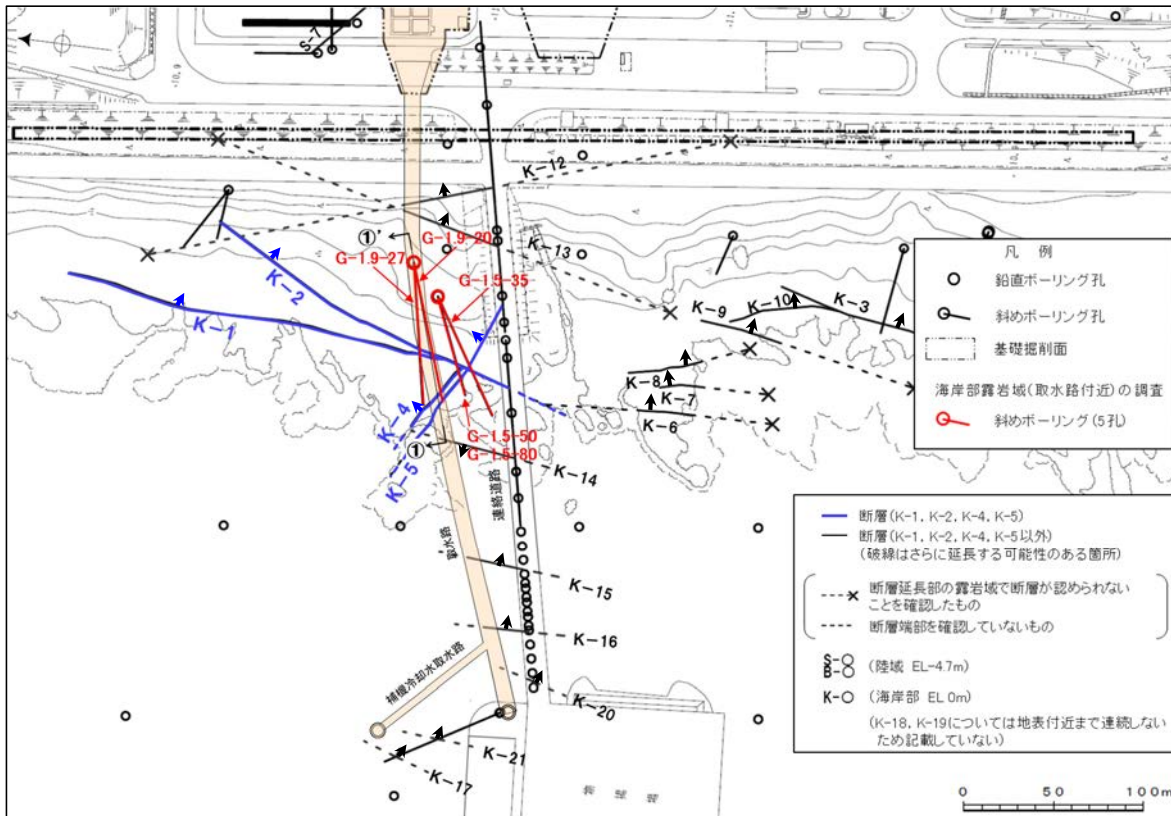 S-7
K-12
K-13
①'
G-1.9-20
G-1.9-27
G-1.5-35
K-2
K-1
K-10
K-3
K-9
K-8
K-7
K-6
K-4
K-5
①
G-1.5-50
G-1.5-80
K-14
連絡道路
取水路
K-15
K-16
補機冷却水取水路
K-20
K-21
K-17
凡 例
鉛直ボーリング孔
斜めボーリング孔
基礎掘削面
海岸部露岩域(取水路付近)の調査
斜めボーリング(5孔)
断層(K-1, K-2, K-4, K-5)
断層(K-1, K-2, K-4, K-5以外)
(破線はさらに延長する可能性のある箇所)
断層延長部の露岩域で断層が認められない
ことを確認したもの
断層端部を確認していないもの
S-○
B-○
(陸域 EL-4.7m)
K-○ (海岸部 EL 0m)
(K-18, K-19については地表付近まで連続しない
ため記載していない)
0 50 100m